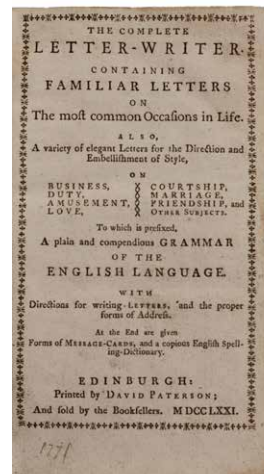 THE COMPLETE
LETTER-WRITER.
CONTAINING
FAMILIAR LETTERS
ON
The moſt common Occaſions in Life.
ALSO,
A variety of elegant Letters for the Direction and
Embelliſhment of Style,
ON
BUSINESS, COURTSHIP,
DUTY, MARRIAGE,
AMUSEMENT, FRIENDSHIP, and
LOVE, OTHER SUBJECTS.
To which is prefixed,
A plain and compendious GRAMMAR
OF THE
ENGLISH LANGUAGE.
WITH
Directions for writing LETTERS, and the proper
forms of Addreſs.
At the End are given
Forms of MESSAGE-CARDS, and a copious Engliſh Spell-
ing-Dictionary.
EDINBURGH:
Printed by DAVID PATERSON;
And ſold by the Bookſellers. MDCCLXXI.
1771